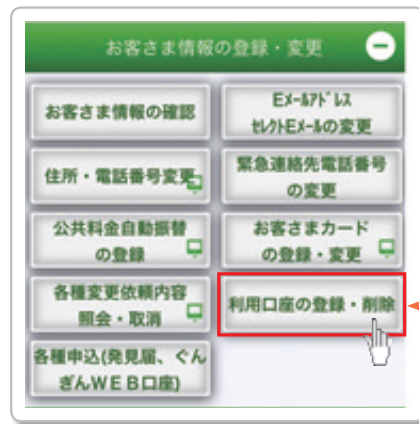 お客さま情報の登録・変更
お客さま情報の確認
Eﾒｰﾙｱﾄﾞﾚｽ
ｾﾚｸﾄEﾒｰﾙの変更
住所・電話番号変更
緊急連絡先電話番号
の変更
公共料金自動振替
の登録
お客さまカード
の登録・変更
各種変更依頼内容
照会・取消
利用口座の登録・削除
各種申込(発見届、ぐん
ぎんＷＥＢ口座)